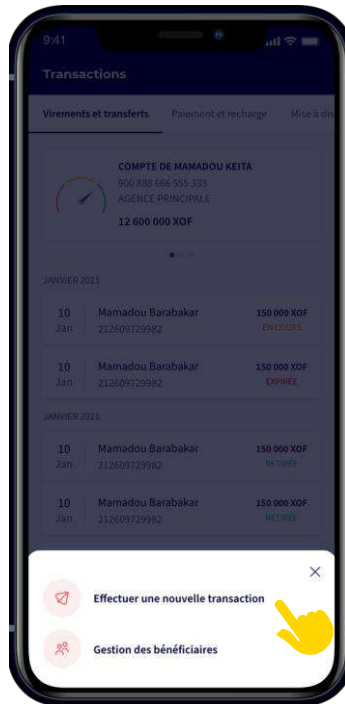 9:41
Transactions
Virements et transferts Paiement et recharge Mise à dis
COMPTE DE MAMADOU KEITA
900 888 666 555 333
AGENCE PRINCIPALE
12 600 000 XOF
JANVIER 2021
10 Mamadou Barabakar 150 000 XOF
Jan 212609729982 EN COURS
10 Mamadou Barabakar 150 000 XOF
Jan 212609729982 EXPIRÉE
JANVIER 2021
10 Mamadou Barabakar 150 000 XOF
Jan 212609729982 RETIRÉE
10 Mamadou Barabakar 150 000 XOF
Jan 212609729982 RETIRÉE
Effectuer une nouvelle transaction
Gestion des bénéficiaires